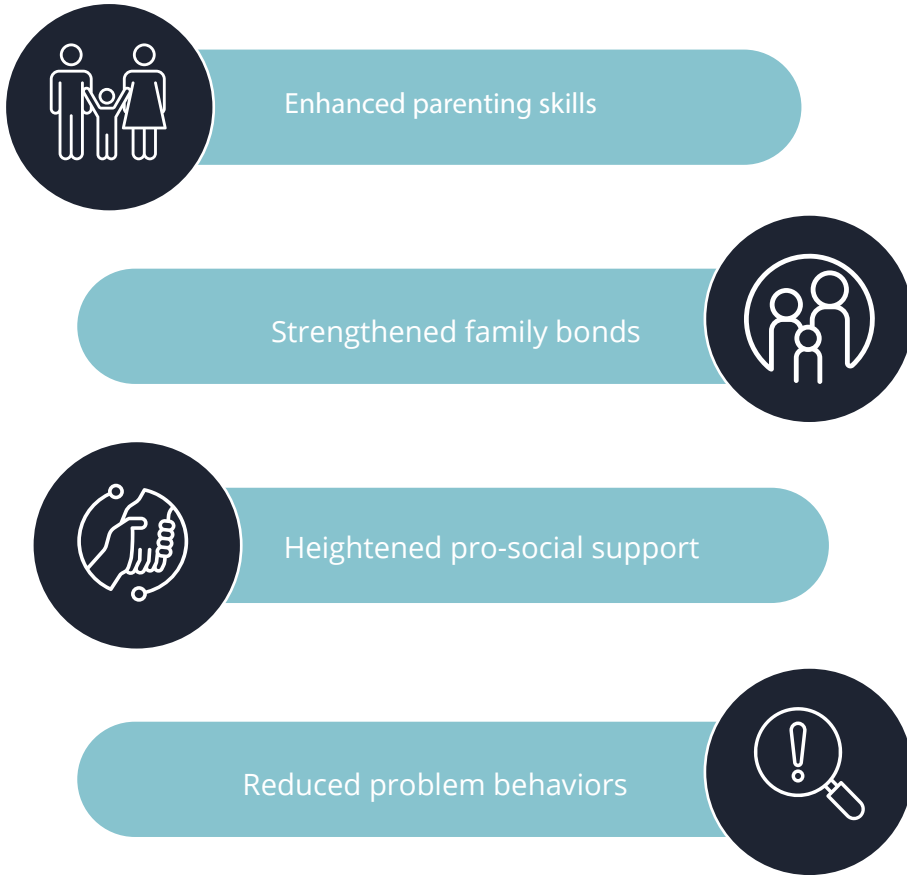 Enhanced parenting skills
Strengthened family bonds
Heightened pro-social support
Reduced problem behaviors